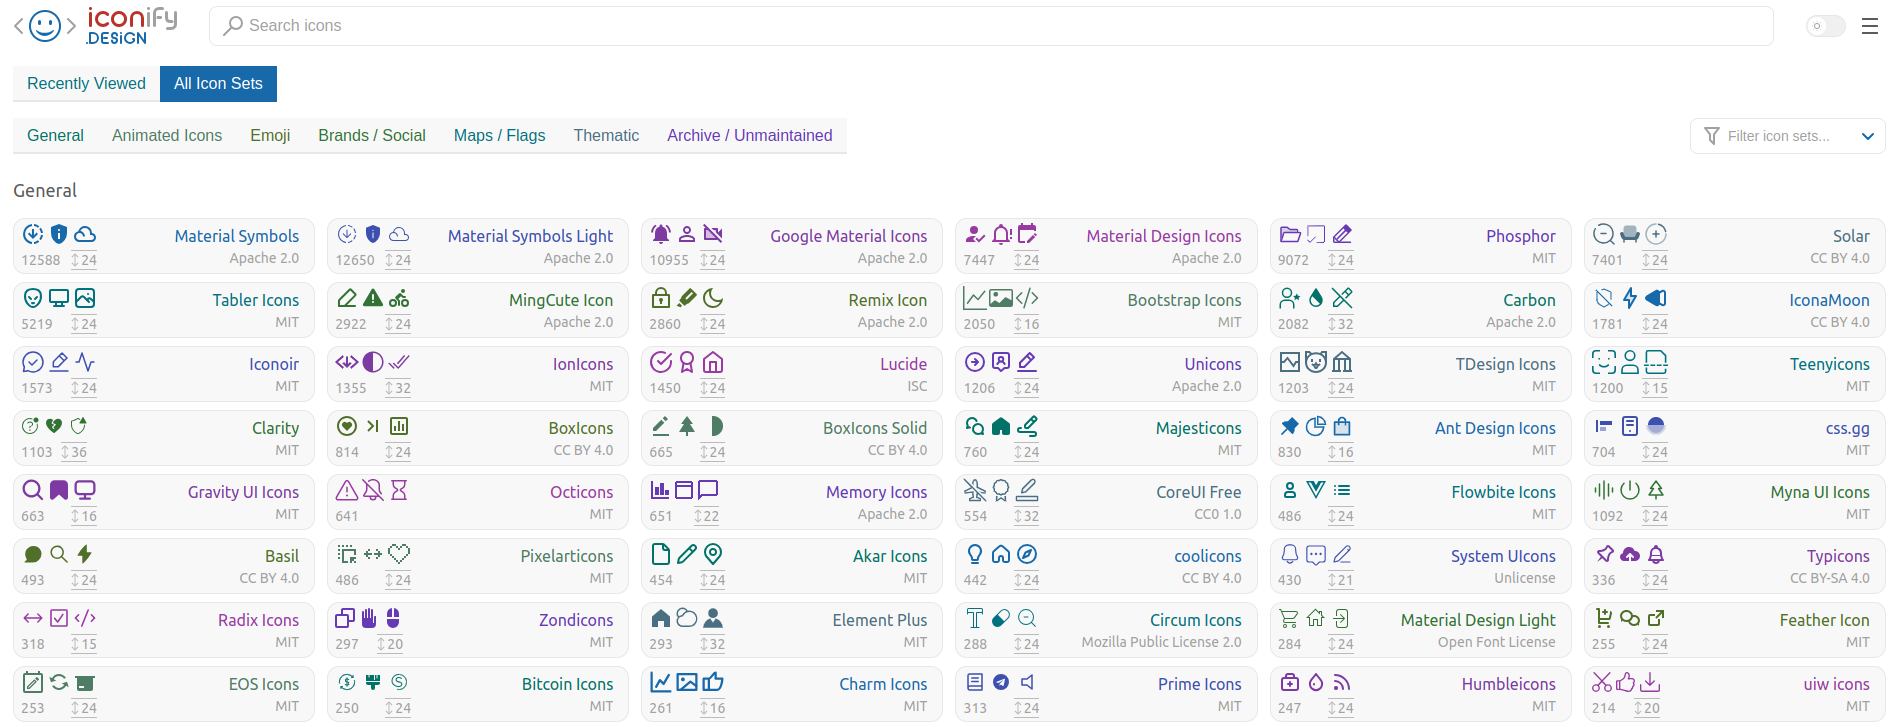 iconify
.DESiGN
Search icons
Recently Viewed All Icon Sets
General Animated Icons Emoji Brands / Social Maps / Flags Thematic Archive / Unmaintained Filter icon sets...
General
Material Symbols Material Symbols Light Google Material Icons Material Design Icons Phosphor Solar
12588 24 Apache 2.0 12650 24 Apache 2.0 10955 24 Apache 2.0 7447 24 Apache 2.0 9072 24 MIT 7401 24 CC BY 4.0
Tabler Icons MingCute Icon Remix Icon Bootstrap Icons Carbon IconaMoon
5219 24 MIT 2922 24 Apache 2.0 2860 24 Apache 2.0 2050 16 MIT 2082 32 Apache 2.0 1781 24 CC BY 4.0
Iconoir IonIcons Lucide Unicons TDesign Icons Teenyicons
1573 24 MIT 1355 32 MIT 1450 24 ISC 1206 24 Apache 2.0 1203 24 MIT 1200 15 MIT
Clarity BoxIcons BoxIcons Solid Majesticons Ant Design Icons css.gg
1103 36 MIT 814 24 CC BY 4.0 665 24 CC BY 4.0 760 24 MIT 830 16 MIT 704 24 MIT
Gravity UI Icons Octicons Memory Icons CoreUI Free Flowbite Icons Myna UI Icons
663 16 MIT 641 MIT 651 22 Apache 2.0 554 32 CC0 1.0 486 24 MIT 1092 24 MIT
Basil Pixelarticons Akar Icons coolicons System UIcons Typicons
493 24 CC BY 4.0 486 24 MIT 454 24 MIT 442 24 CC BY 4.0 430 21 Unlicense 336 24 CC BY-SA 4.0
Radix Icons Zondicons Element Plus Circum Icons Material Design Light Feather Icon
318 15 MIT 297 20 MIT 293 32 MIT 288 24 Mozilla Public License 2.0 284 24 Open Font License 255 24 MIT
EOS Icons Bitcoin Icons Charm Icons Prime Icons Humbleicons uiw icons
253 24 MIT 250 24 MIT 261 16 MIT 313 24 MIT 247 24 MIT 214 20 MIT